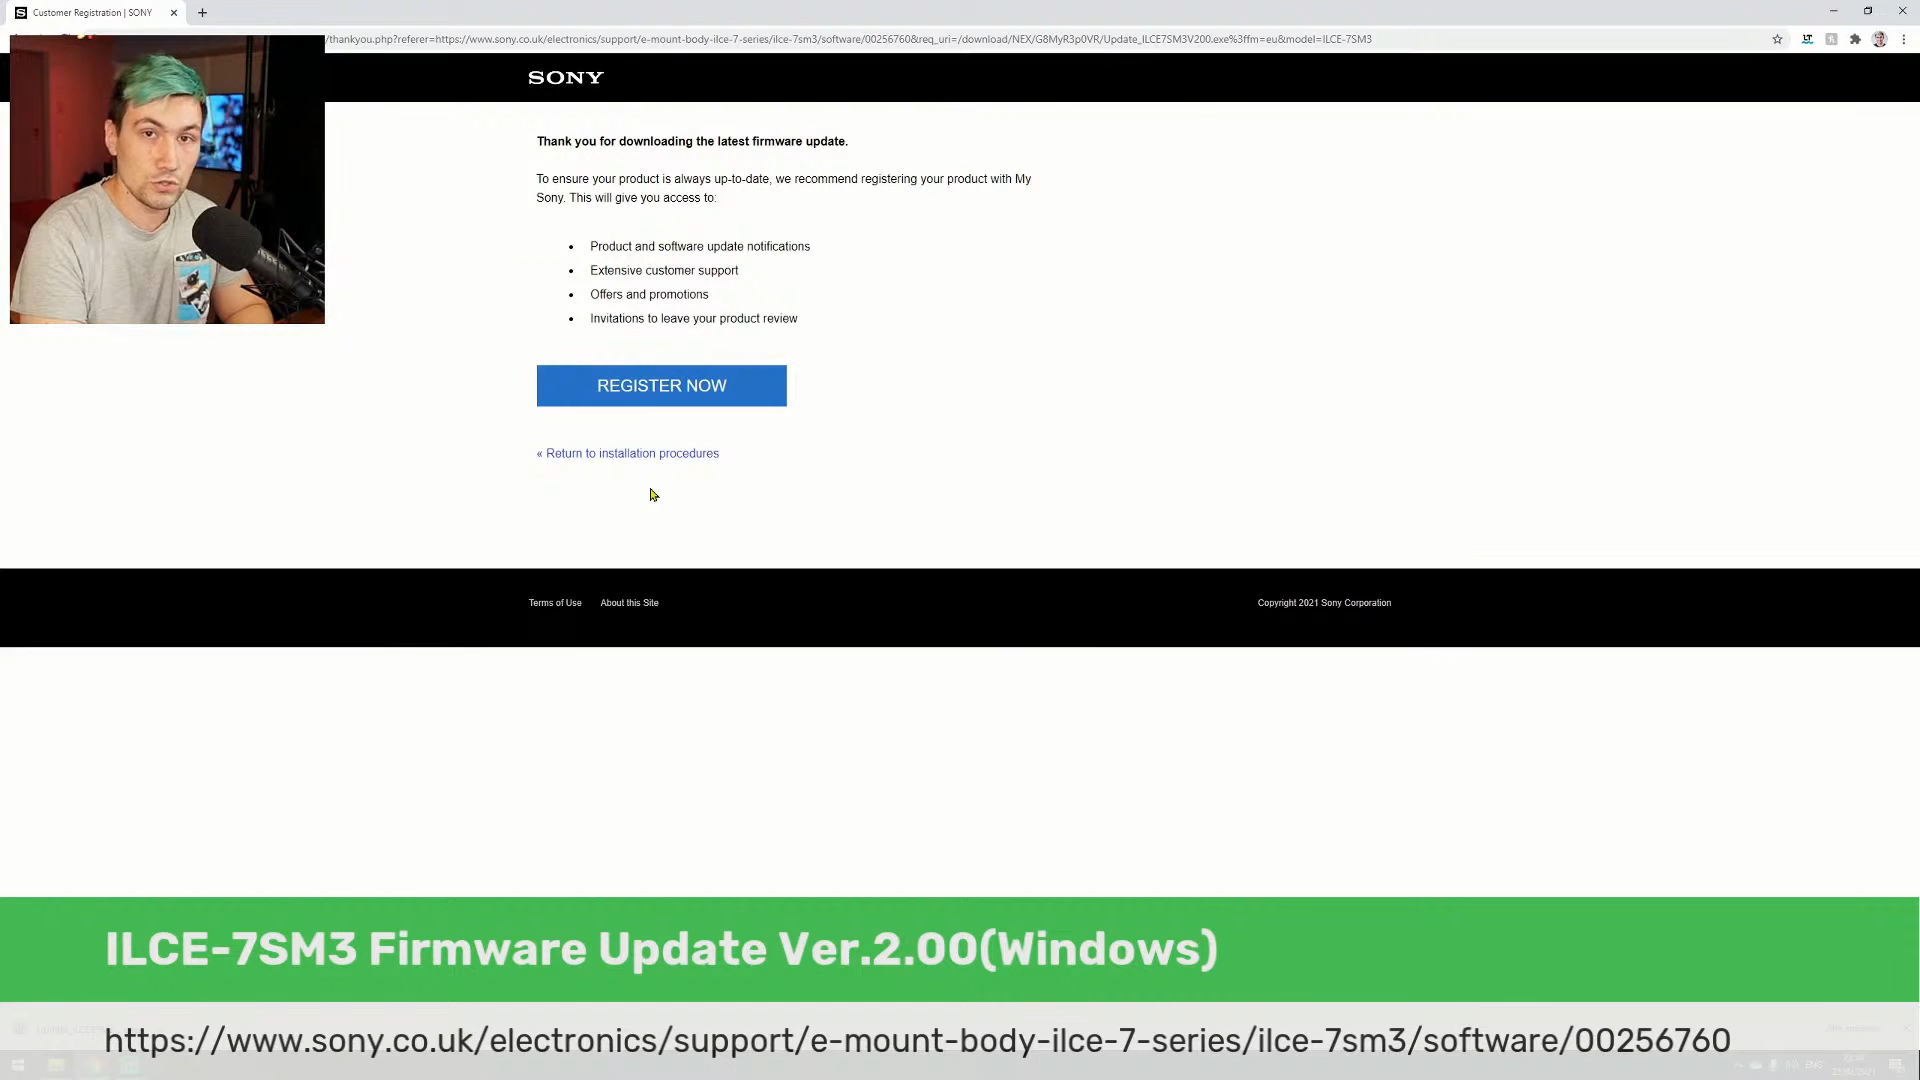 Customer Registration | SONY
/thankyou.php?referer=https://www.sony.co.uk/electronics/support/e-mount-body-ilce-7-series/ilce-7sm3/software/00256760&req_uri=/download/NEX/G8MyR3p0VR/Update_ILCE7SM3V200.exe%3ffm=eu&model=ILCE-7SM3
SONY
Thank you for downloading the latest firmware update.
To ensure your product is always up-to-date, we recommend registering your product with My
Sony. This will give you access to:
• Product and software update notifications
• Extensive customer support
• Offers and promotions
• Invitations to leave your product review
REGISTER NOW
« Return to installation procedures
Terms of Use About this Site Copyright 2021 Sony Corporation
ILCE-7SM3 Firmware Update Ver.2.00(Windows)
https://www.sony.co.uk/electronics/support/e-mount-body-ilce-7-series/ilce-7sm3/software/00256760
ENG